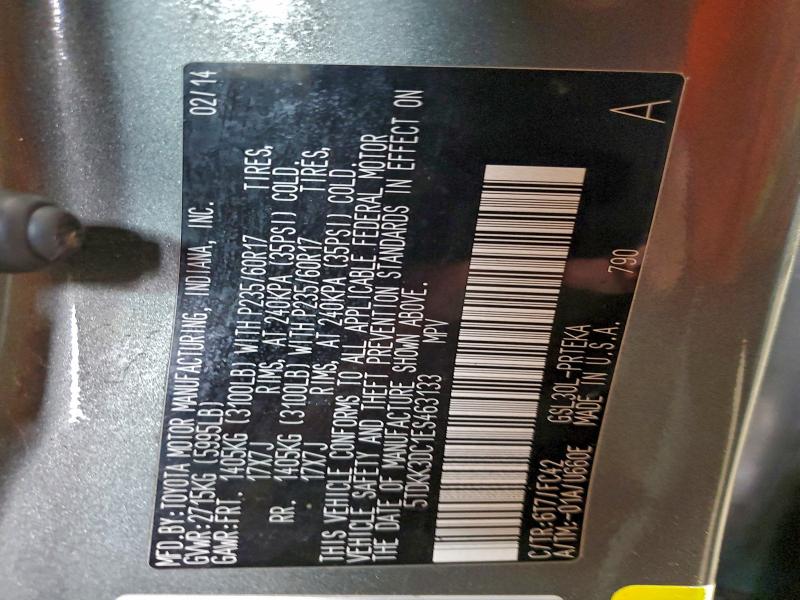 MFD.BY:TOYOTA MOTOR MANUFACTURING, INDIANA, INC. 02/14
GVWR:2715KG (5995LB)
GAWR:FRT. 1405KG (3100LB) WITH P235/60R17 TIRES,
17X7J RIMS, AT 240KPA (35PSI) COLD.
RR. 1405KG (3100LB) WITH P235/60R17 TIRES,
17X7J RIMS, AT 240KPA (35PSI) COLD.
THIS VEHICLE CONFORMS TO ALL APPLICABLE FEDERAL MOTOR
VEHICLE SAFETY AND THEFT PREVENTION STANDARDS IN EFFECT ON
THE DATE OF MANUFACTURE SHOWN ABOVE.
5TDKK3DC1ES463133 MPV
C/TR:6T7/FC42 GSL30L-PRTEKA
A/TM:-01A/U660E MADE IN U.S.A. 790
A